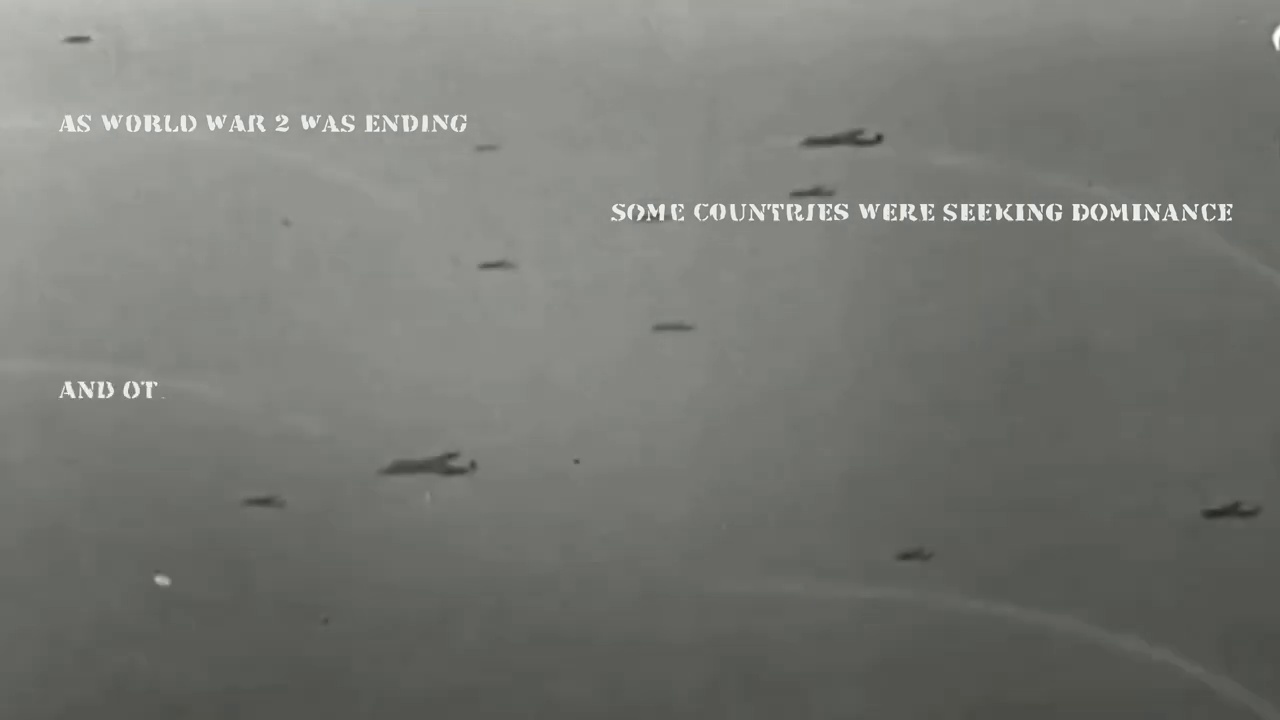 AS WORLD WAR 2 WAS ENDING
SOME COUNTRIES WERE SEEKING DOMINANCE
AND OT